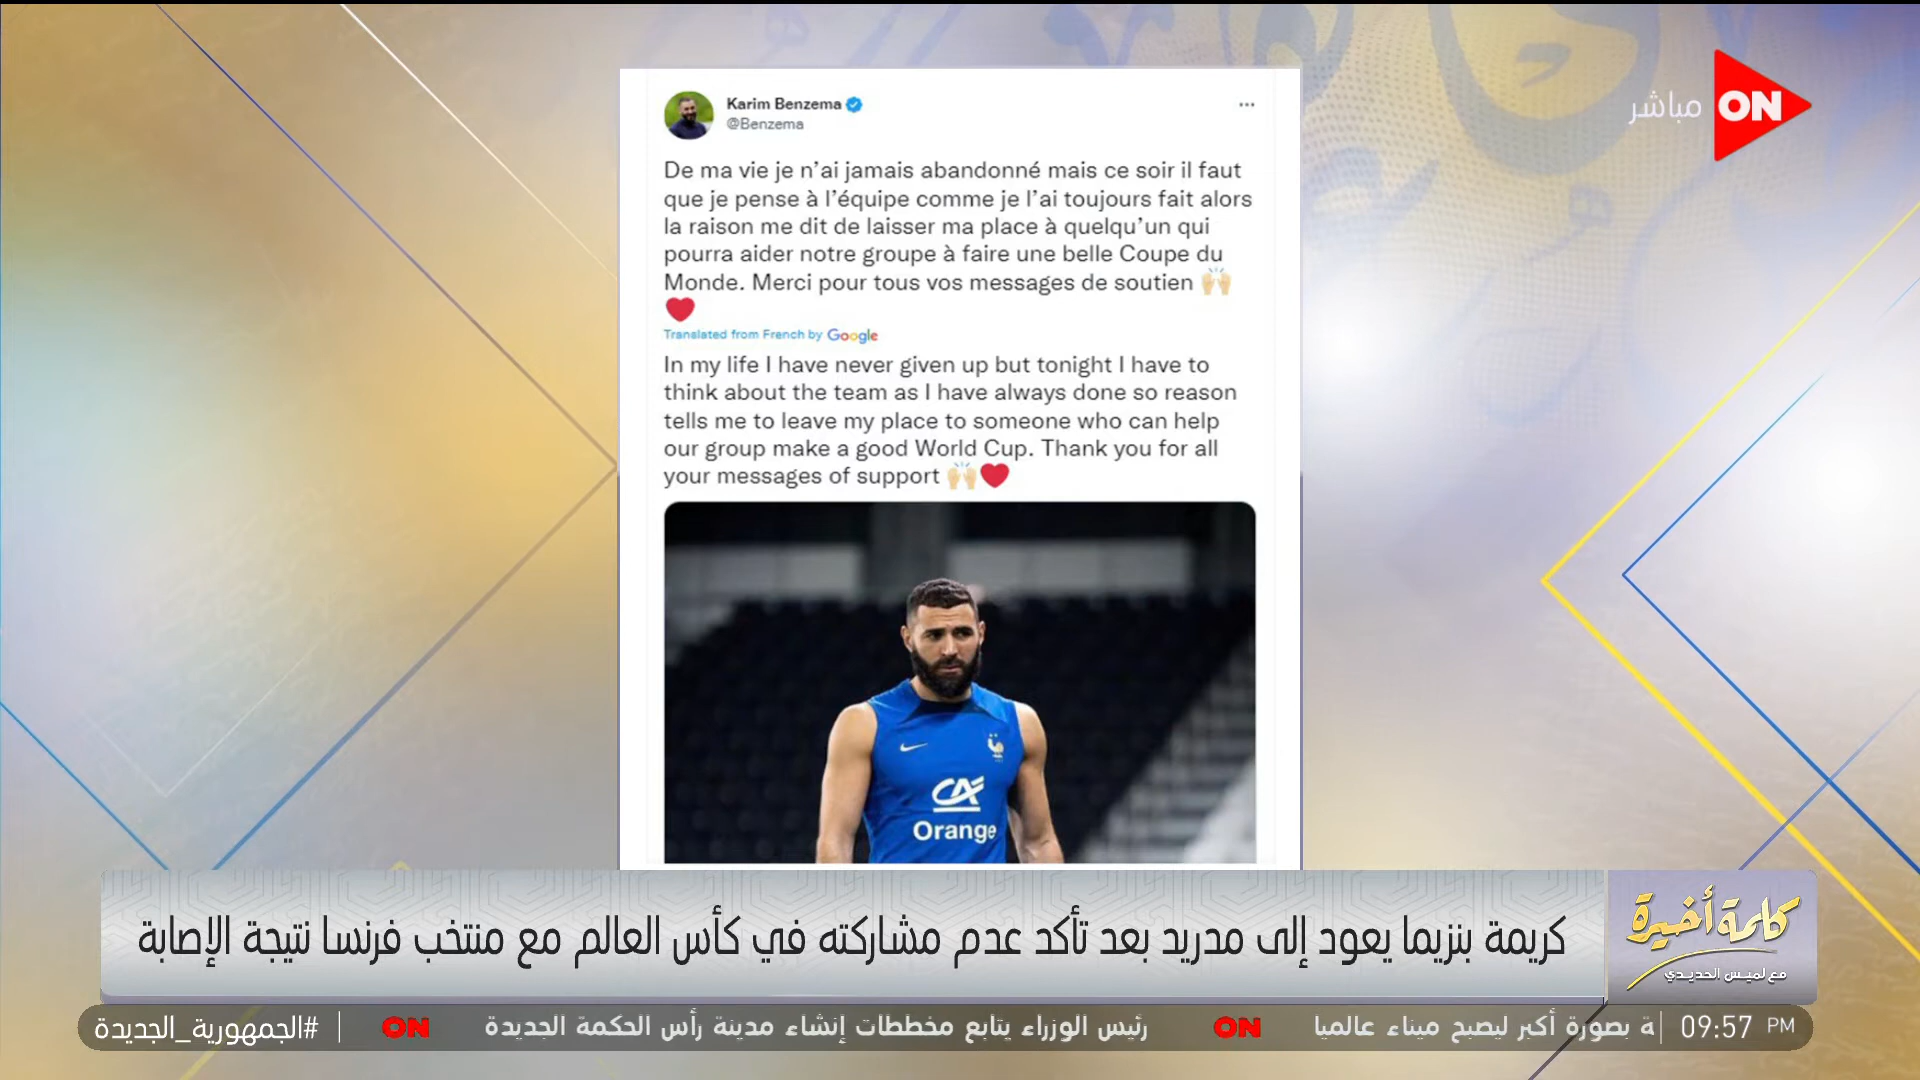 مباشر ON
Karim Benzema
@Benzema
De ma vie je n’ai jamais abandonné mais ce soir il faut
que je pense à l’équipe comme je l’ai toujours fait alors
la raison me dit de laisser ma place à quelqu’un qui
pourra aider notre groupe à faire une belle Coupe du
Monde. Merci pour tous vos messages de soutien 🙌🏼
❤️
Translated from French by Google
In my life I have never given up but tonight I have to
think about the team as I have always done so reason
tells me to leave my place to someone who can help
our group make a good World Cup. Thank you for all
your messages of support 🙌🏼❤️
CA
Orange
كلمة أخيرة
مع لميس الحديدي
كريمة بنزيما يعود إلى مدريد بعد تأكد عدم مشاركته في كأس العالم مع منتخب فرنسا نتيجة الإصابة
09:57 PM
ة بصورة أكبر ليصبح ميناء عالميا ON رئيس الوزراء يتابع مخططات إنشاء مدينة رأس الحكمة الجديدة ON
#الجمهورية_الجديدة